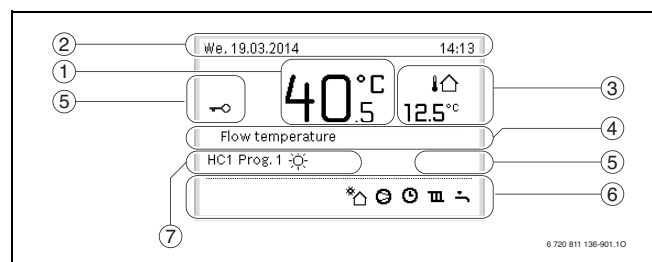 ② We, 19.03.2014 14:13
① 40.5 °C
⑤
12.5 °C ③
Flow temperature ④
HC1 Prog. 1 ⑤
⑥
⑦
6 720 811 136-901.1O